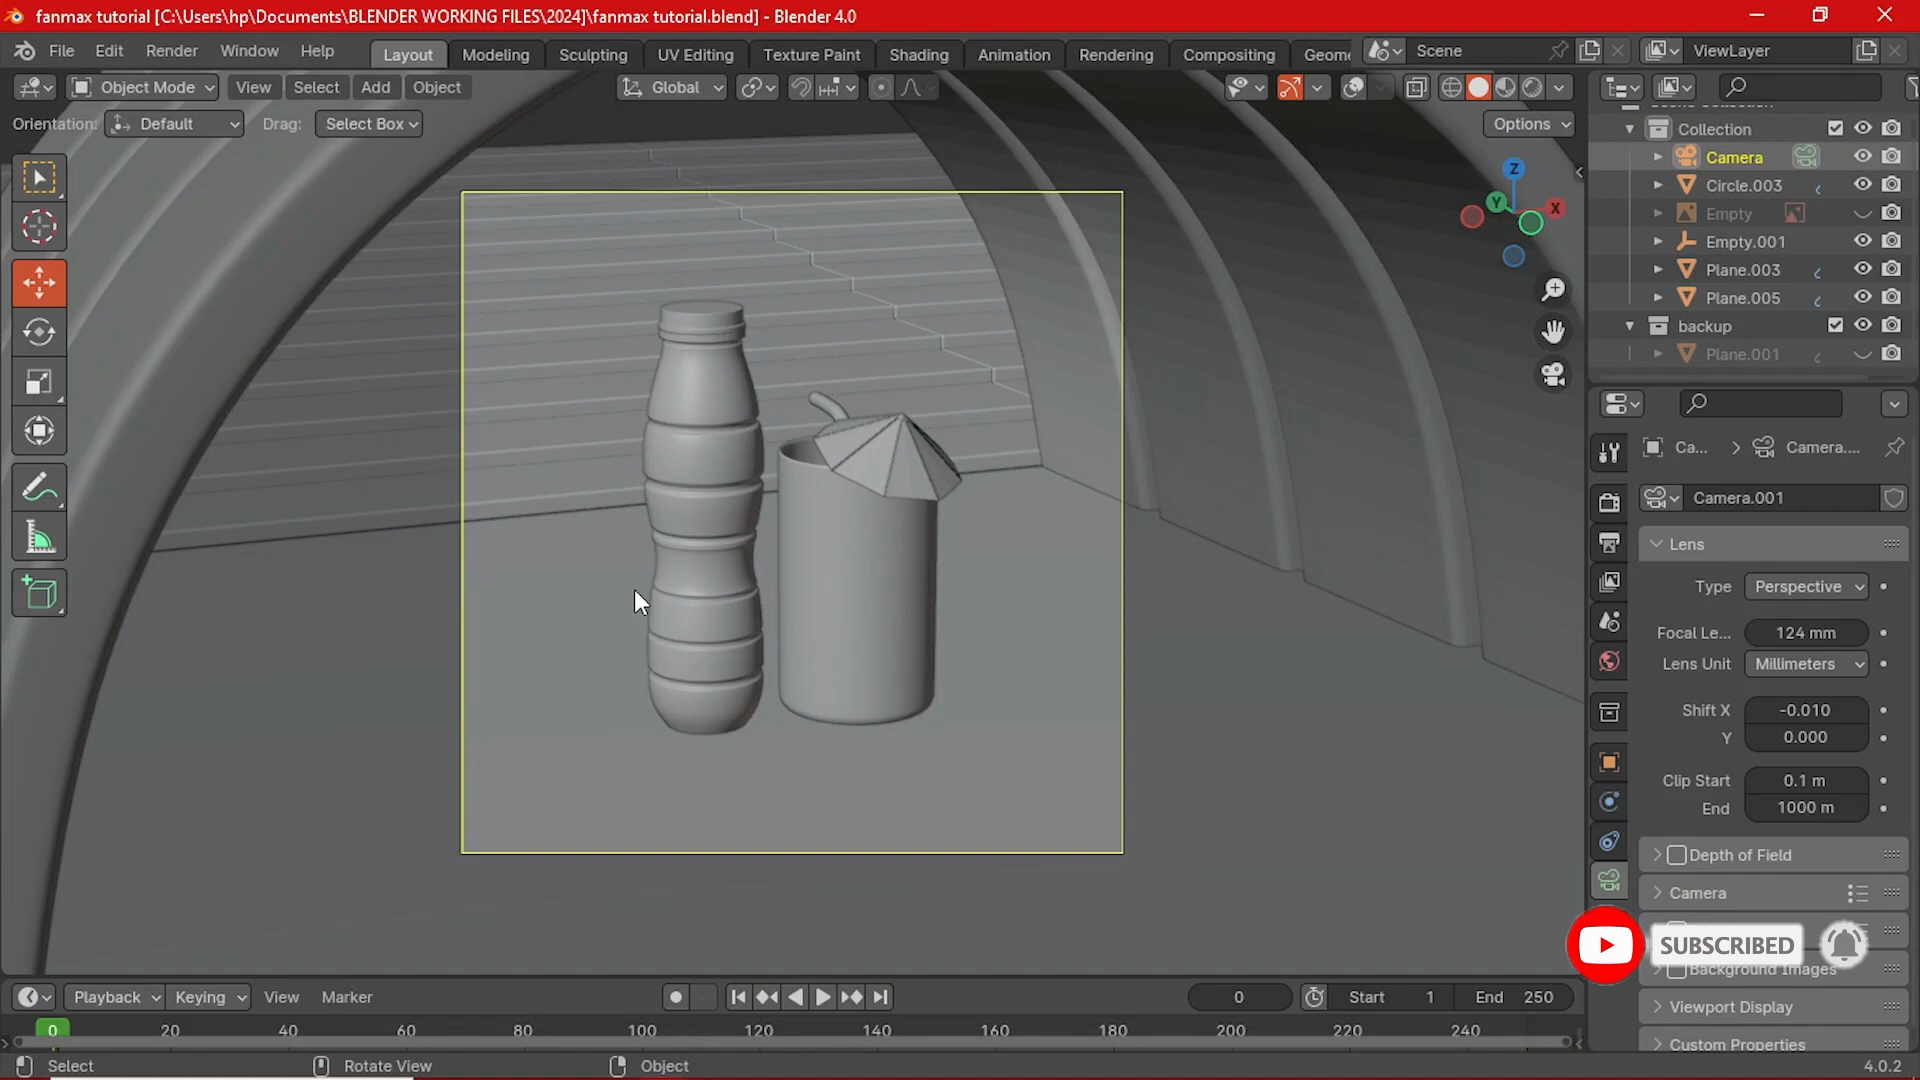 fanmax tutorial [C:\Users\hp\Documents\BLENDER WORKING FILES\2024]\fanmax tutorial.blend] - Blender 4.0
File Edit Render Window Help Layout Modeling Sculpting UV Editing Texture Paint Shading Animation Rendering Compositing Geome Scene ViewLayer
Object Mode View Select Add Object Global
Orientation: Default Drag: Select Box Options
Collection
Camera
Circle.003
Empty
Empty.001
Plane.003
Plane.005
backup
Plane.001
Z
Y
X
Ca... Camera....
Camera.001
Lens
Type Perspective
Focal Le... 124 mm
Lens Unit Millimeters
Shift X -0.010
Y 0.000
Clip Start 0.1 m
End 1000 m
Depth of Field
Camera
SUBSCRIBED
Background Images
Viewport Display
Custom Properties
Playback Keying View Marker 0 Start 1 End 250
0 20 40 60 80 100 120 140 160 180 200 220 240
Select Rotate View Object 4.0.2